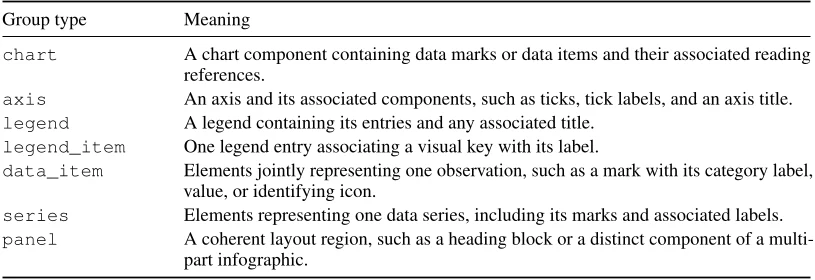 Group type Meaning
chart A chart component containing data marks or data items and their associated reading
references.
axis An axis and its associated components, such as ticks, tick labels, and an axis title.
legend A legend containing its entries and any associated title.
legend_item One legend entry associating a visual key with its label.
data_item Elements jointly representing one observation, such as a mark with its category label,
value, or identifying icon.
series Elements representing one data series, including its marks and associated labels.
panel A coherent layout region, such as a heading block or a distinct component of a multi-
part infographic.